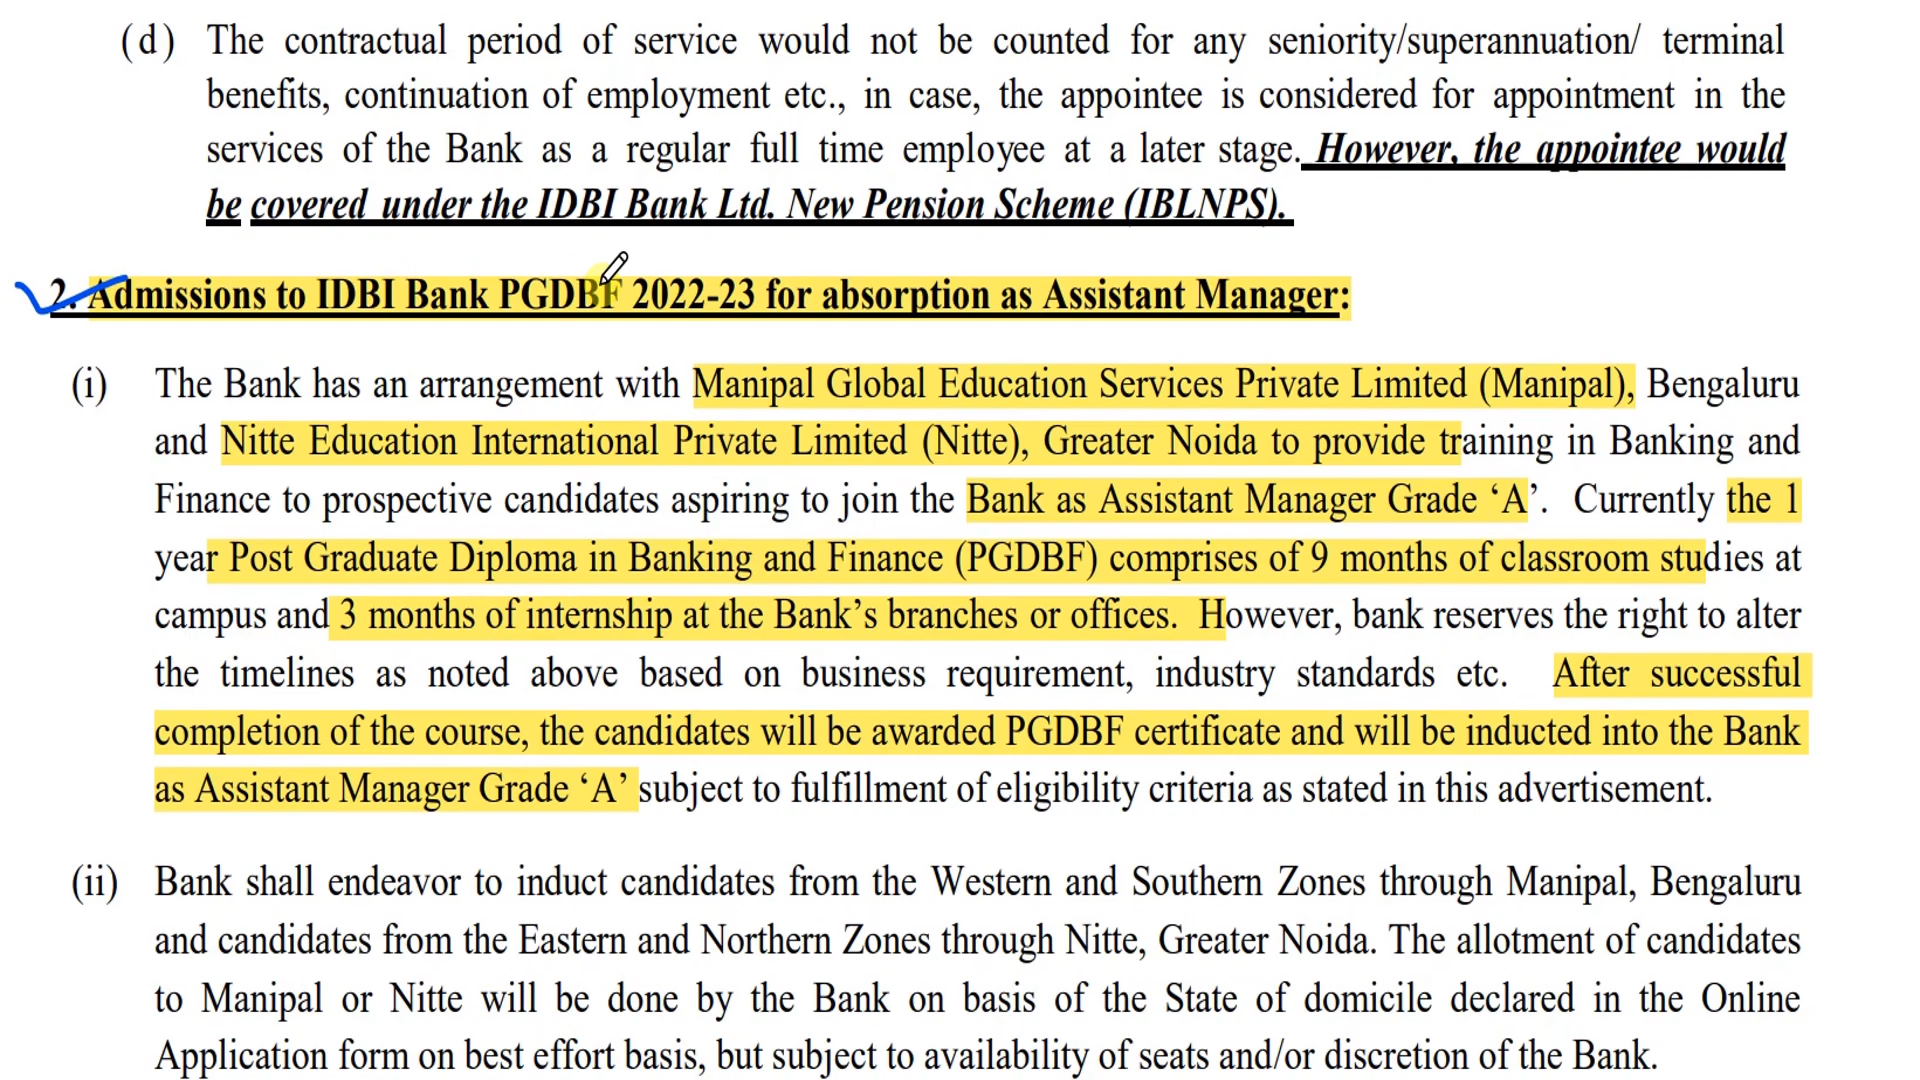 (d) The contractual period of service would not be counted for any seniority/superannuation/ terminal
benefits, continuation of employment etc., in case, the appointee is considered for appointment in the
services of the Bank as a regular full time employee at a later stage. However, the appointee would
be covered under the IDBI Bank Ltd. New Pension Scheme (IBLNPS).
2. Admissions to IDBI Bank PGDBF 2022-23 for absorption as Assistant Manager:
(i) The Bank has an arrangement with Manipal Global Education Services Private Limited (Manipal), Bengaluru
and Nitte Education International Private Limited (Nitte), Greater Noida to provide training in Banking and
Finance to prospective candidates aspiring to join the Bank as Assistant Manager Grade ‘A’. Currently the 1
year Post Graduate Diploma in Banking and Finance (PGDBF) comprises of 9 months of classroom studies at
campus and 3 months of internship at the Bank’s branches or offices. However, bank reserves the right to alter
the timelines as noted above based on business requirement, industry standards etc. After successful
completion of the course, the candidates will be awarded PGDBF certificate and will be inducted into the Bank
as Assistant Manager Grade ‘A’ subject to fulfillment of eligibility criteria as stated in this advertisement.
(ii) Bank shall endeavor to induct candidates from the Western and Southern Zones through Manipal, Bengaluru
and candidates from the Eastern and Northern Zones through Nitte, Greater Noida. The allotment of candidates
to Manipal or Nitte will be done by the Bank on basis of the State of domicile declared in the Online
Application form on best effort basis, but subject to availability of seats and/or discretion of the Bank.